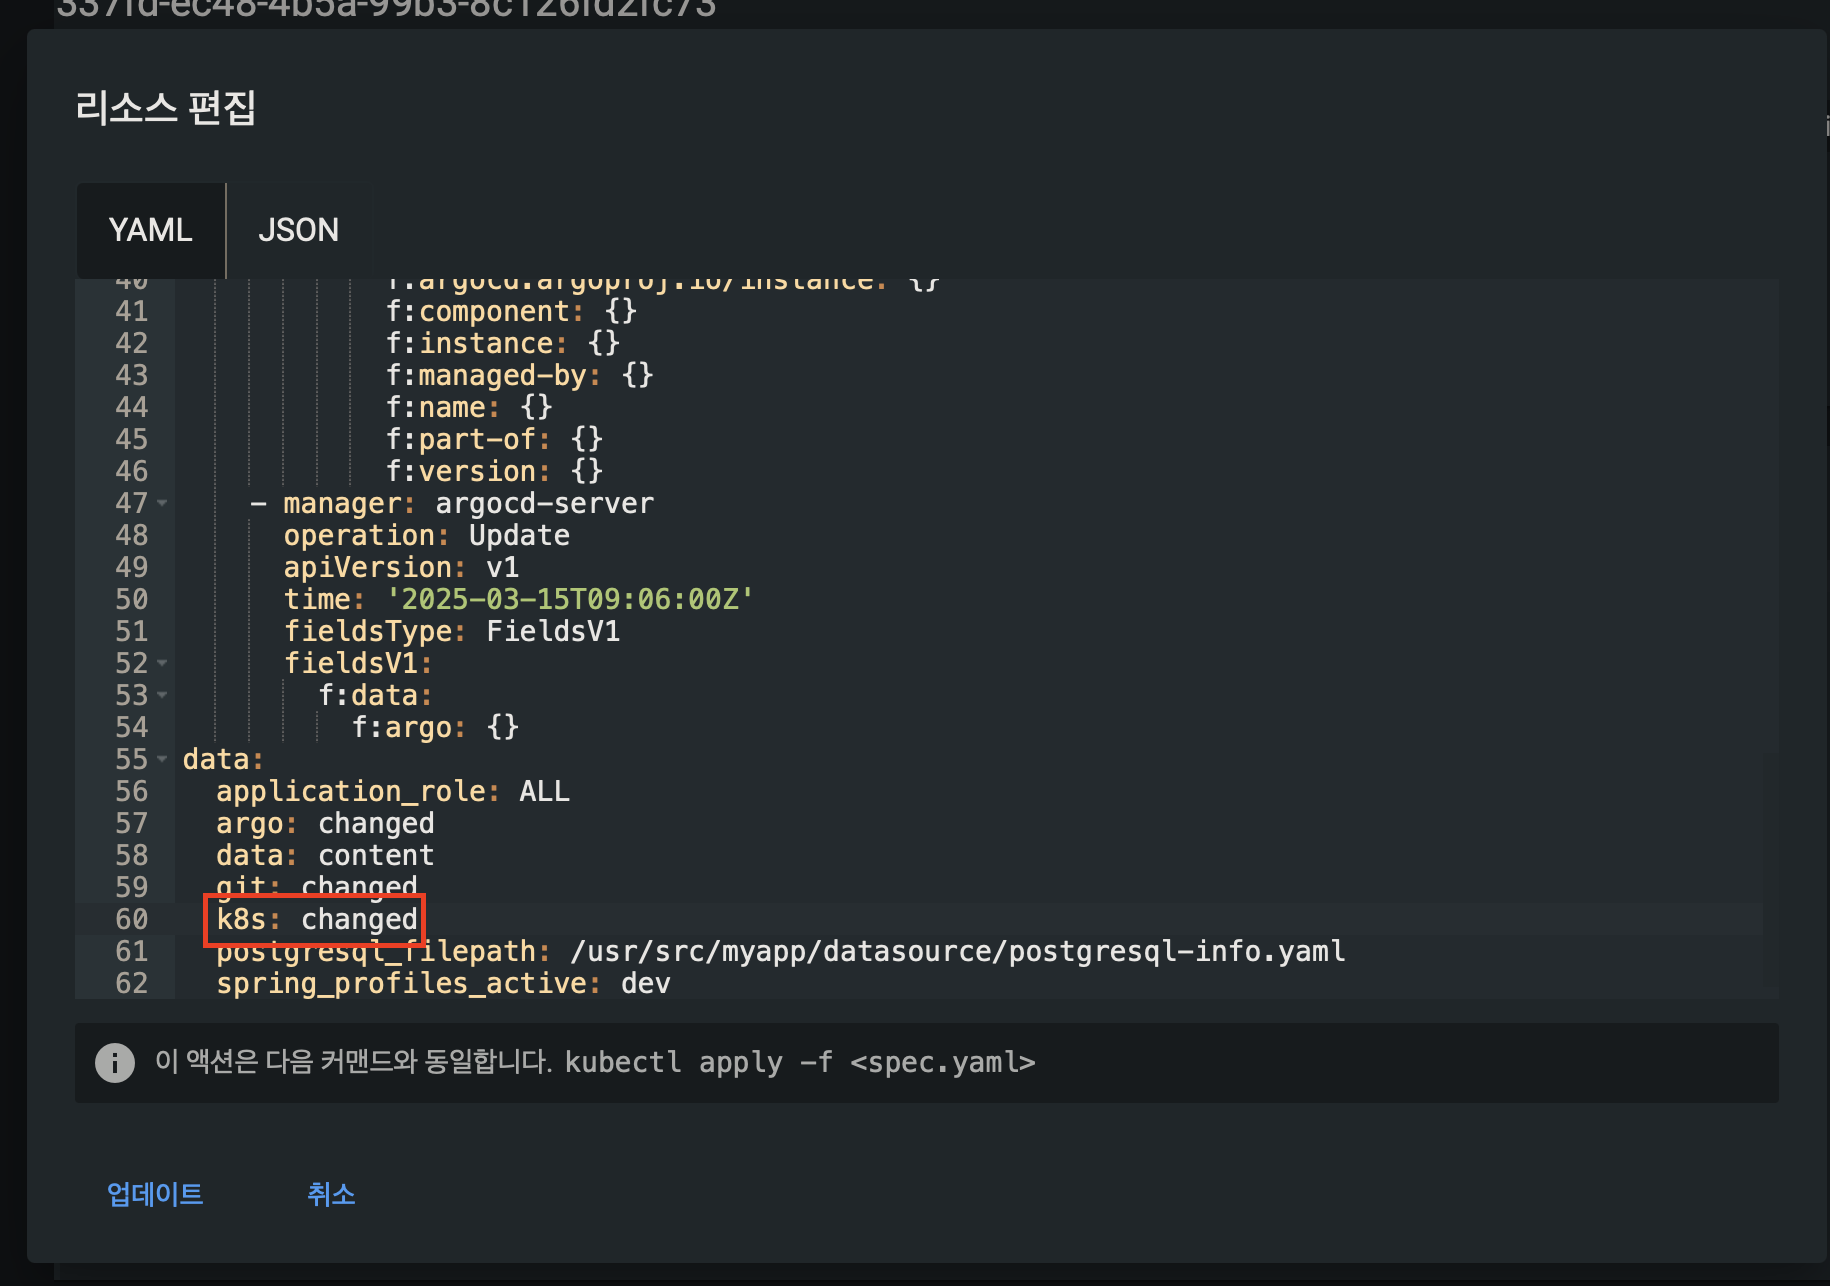 337fd-ec48-4b5a-99b3-8c126fd2fc73
리소스 편집
YAML JSON
40 f:argocd.argoproj.io/instance: {}
41 f:component: {}
42 f:instance: {}
43 f:managed-by: {}
44 f:name: {}
45 f:part-of: {}
46 f:version: {}
47 - manager: argocd-server
48 operation: Update
49 apiVersion: v1
50 time: '2025-03-15T09:06:00Z'
51 fieldsType: FieldsV1
52 fieldsV1:
53 f:data:
54 f:argo: {}
55 data:
56 application_role: ALL
57 argo: changed
58 data: content
59 git: changed
60 k8s: changed
61 postgresql_filepath: /usr/src/myapp/datasource/postgresql-info.yaml
62 spring_profiles_active: dev
이 액션은 다음 커맨드와 동일합니다. kubectl apply -f <spec.yaml>
업데이트 취소